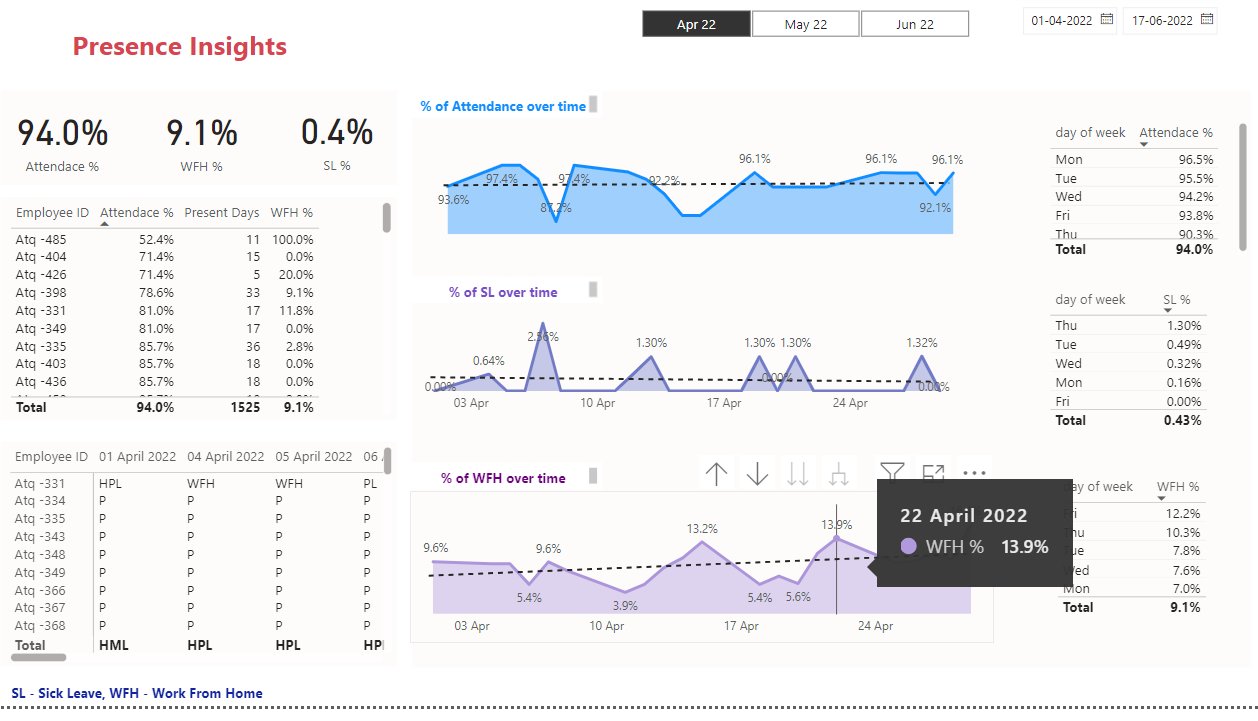 Presence Insights
Apr 22 May 22 Jun 22
01-04-2022 17-06-2022
94.0% 9.1% 0.4%
Attendace % WFH % SL %
Employee ID Attendace % Present Days WFH %
Atq -485 52.4% 11 100.0%
Atq -404 71.4% 15 0.0%
Atq -426 71.4% 5 20.0%
Atq -398 78.6% 33 9.1%
Atq -331 81.0% 17 11.8%
Atq -349 81.0% 17 0.0%
Atq -335 85.7% 36 2.8%
Atq -403 85.7% 18 0.0%
Atq -436 85.7% 18 0.0%
Total 94.0% 1525 9.1%
Employee ID 01 April 2022 04 April 2022 05 April 2022 06
Atq -331 HPL WFH WFH PL
Atq -334 P P P P
Atq -335 P P P P
Atq -343 P P P P
Atq -348 P P P P
Atq -349 P P P P
Atq -366 P P P P
Atq -367 P P P P
Atq -368 P P P P
Total HML HPL HPL HPL
% of Attendance over time
93.6% 97.4% 87.2% 97.4% 92.2% 96.1% 96.1% 92.1% 96.1%
% of SL over time
0.00% 0.64% 2.56% 1.30% 1.30% 0.00% 1.30% 1.32% 0.00%
03 Apr 10 Apr 17 Apr 24 Apr
% of WFH over time
9.6% 5.4% 9.6% 3.9% 13.2% 5.4% 5.6% 13.9%
03 Apr 10 Apr 17 Apr 24 Apr
22 April 2022
WFH % 13.9%
day of week Attendace %
Mon 96.5%
Tue 95.5%
Wed 94.2%
Fri 93.8%
Thu 90.3%
Total 94.0%
day of week SL %
Thu 1.30%
Tue 0.49%
Wed 0.32%
Mon 0.16%
Fri 0.00%
Total 0.43%
day of week WFH %
Fri 12.2%
Thu 10.3%
Tue 7.8%
Wed 7.6%
Mon 7.0%
Total 9.1%
SL - Sick Leave, WFH - Work From Home